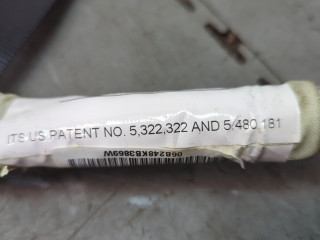 ITS US PATENT NO. 5,322,322 AND 5,480,181
06B248KB3869W